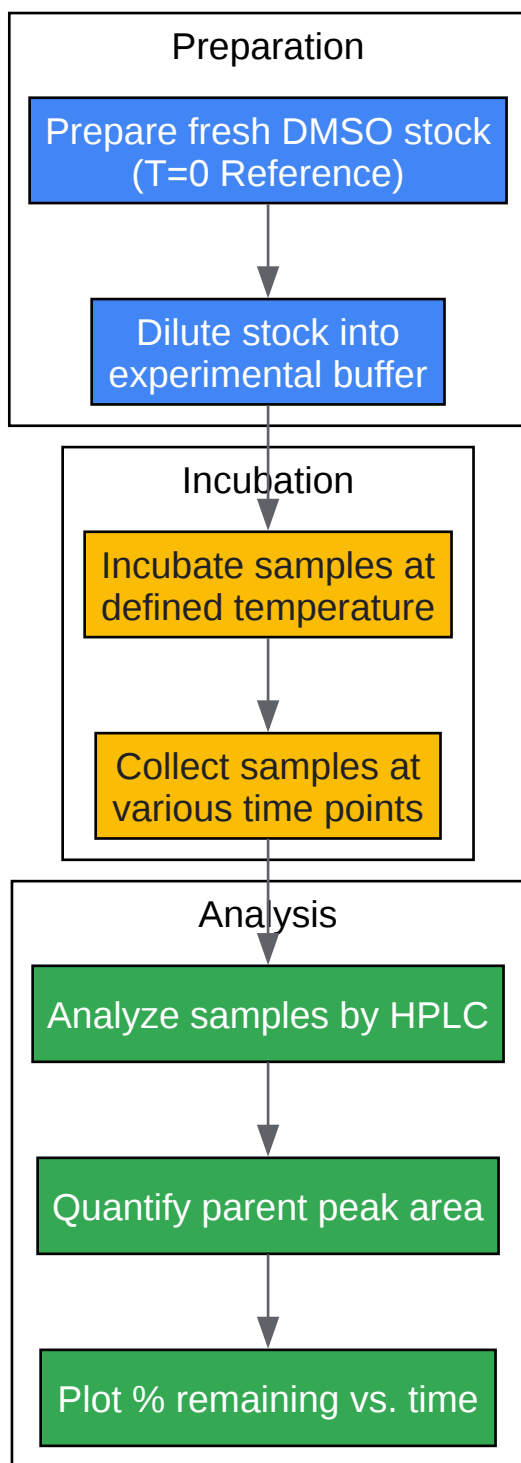 Preparation
Prepare fresh DMSO stock
(T=0 Reference)
Dilute stock into
experimental buffer
Incubation
Incubate samples at
defined temperature
Collect samples at
various time points
Analysis
Analyze samples by HPLC
Quantify parent peak area
Plot % remaining vs. time